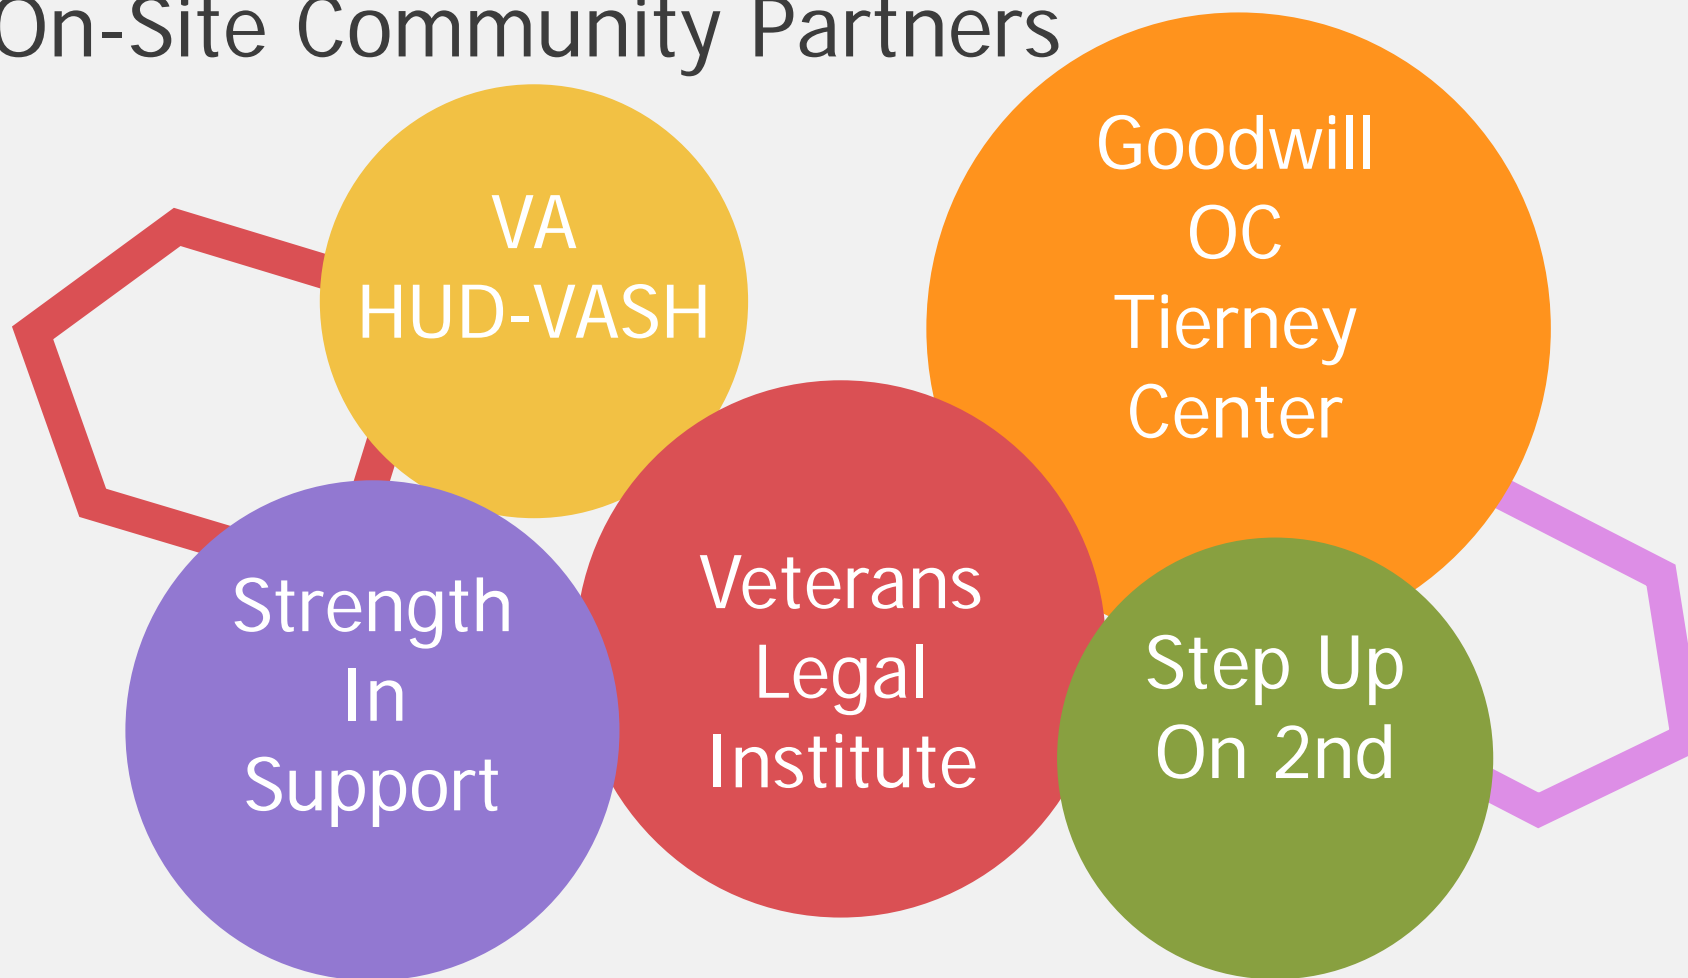 On-Site Community Partners
VA
HUD-VASH
Goodwill
OC
Tierney
Center
Strength
In
Support
Veterans
Legal
Institute
Step Up
On 2nd